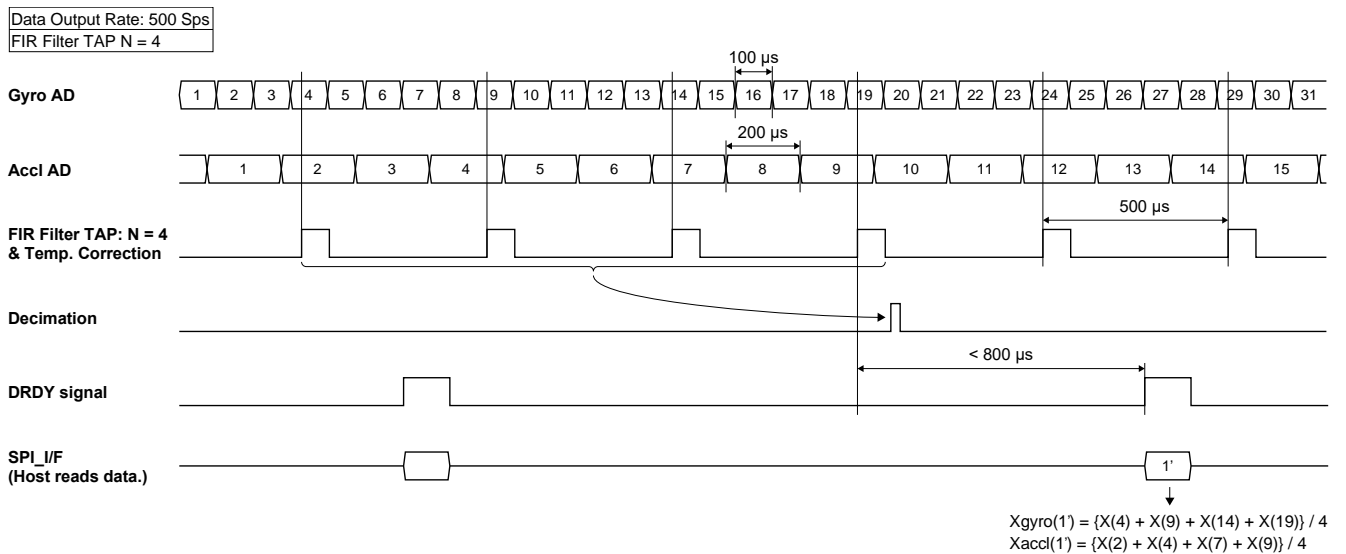 Data Output Rate: 500 Sps
FIR Filter TAP N = 4
100 µs
Gyro AD 1 2 3 4 5 6 7 8 9 10 11 12 13 14 15 16 17 18 19 20 21 22 23 24 25 26 27 28 29 30 31
200 µs
Accl AD 1 2 3 4 5 6 7 8 9 10 11 12 13 14 15
500 µs
FIR Filter TAP: N = 4
& Temp. Correction
Decimation
< 800 µs
DRDY signal
SPI_I/F
(Host reads data.)
1'
Xgyro(1') = {X(4) + X(9) + X(14) + X(19)} / 4
Xaccl(1') = {X(2) + X(4) + X(7) + X(9)} / 4